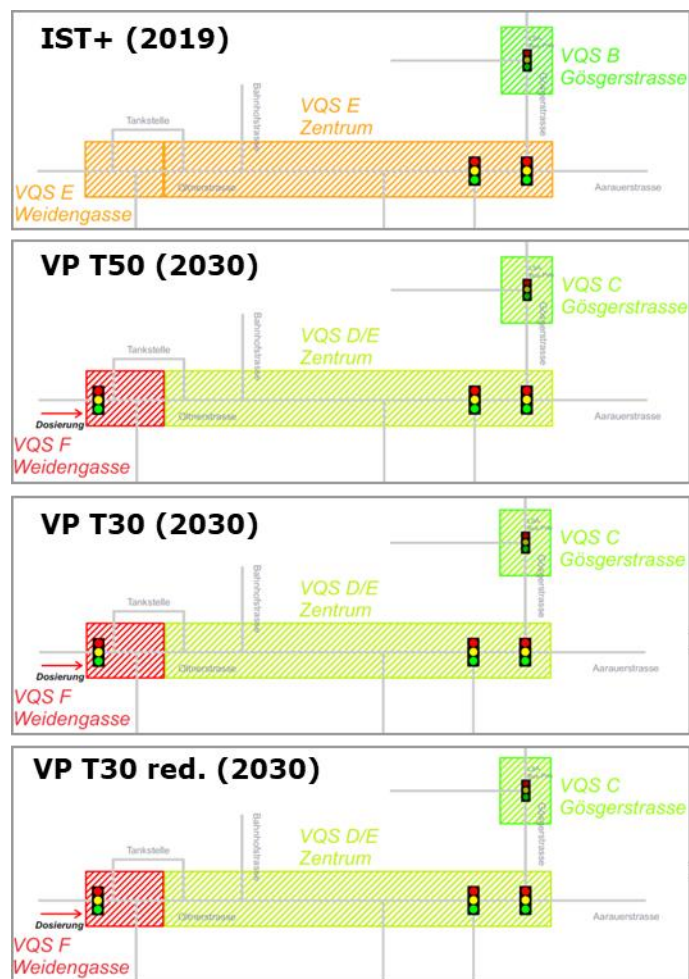 IST+ (2019)
VQS B
Gösgerstrasse
Gösgerstrasse
Bahnhofstrasse
VQS E
Zentrum
Tankstelle
Oltnerstrasse
Aarauerstrasse
VQS E
Weidengasse
VP T50 (2030)
VQS C
Gösgerstrasse
Gösgerstrasse
Bahnhofstrasse
VQS D/E
Zentrum
Tankstelle
Oltnerstrasse
Aarauerstrasse
Dosierung
VQS F
Weidengasse
VP T30 (2030)
VQS C
Gösgerstrasse
Gösgerstrasse
Bahnhofstrasse
VQS D/E
Zentrum
Tankstelle
Oltnerstrasse
Aarauerstrasse
Dosierung
VQS F
Weidengasse
VP T30 red. (2030)
VQS C
Gösgerstrasse
Gösgerstrasse
Bahnhofstrasse
VQS D/E
Zentrum
Tankstelle
Oltnerstrasse
Aarauerstrasse
Dosierung
VQS F
Weidengasse